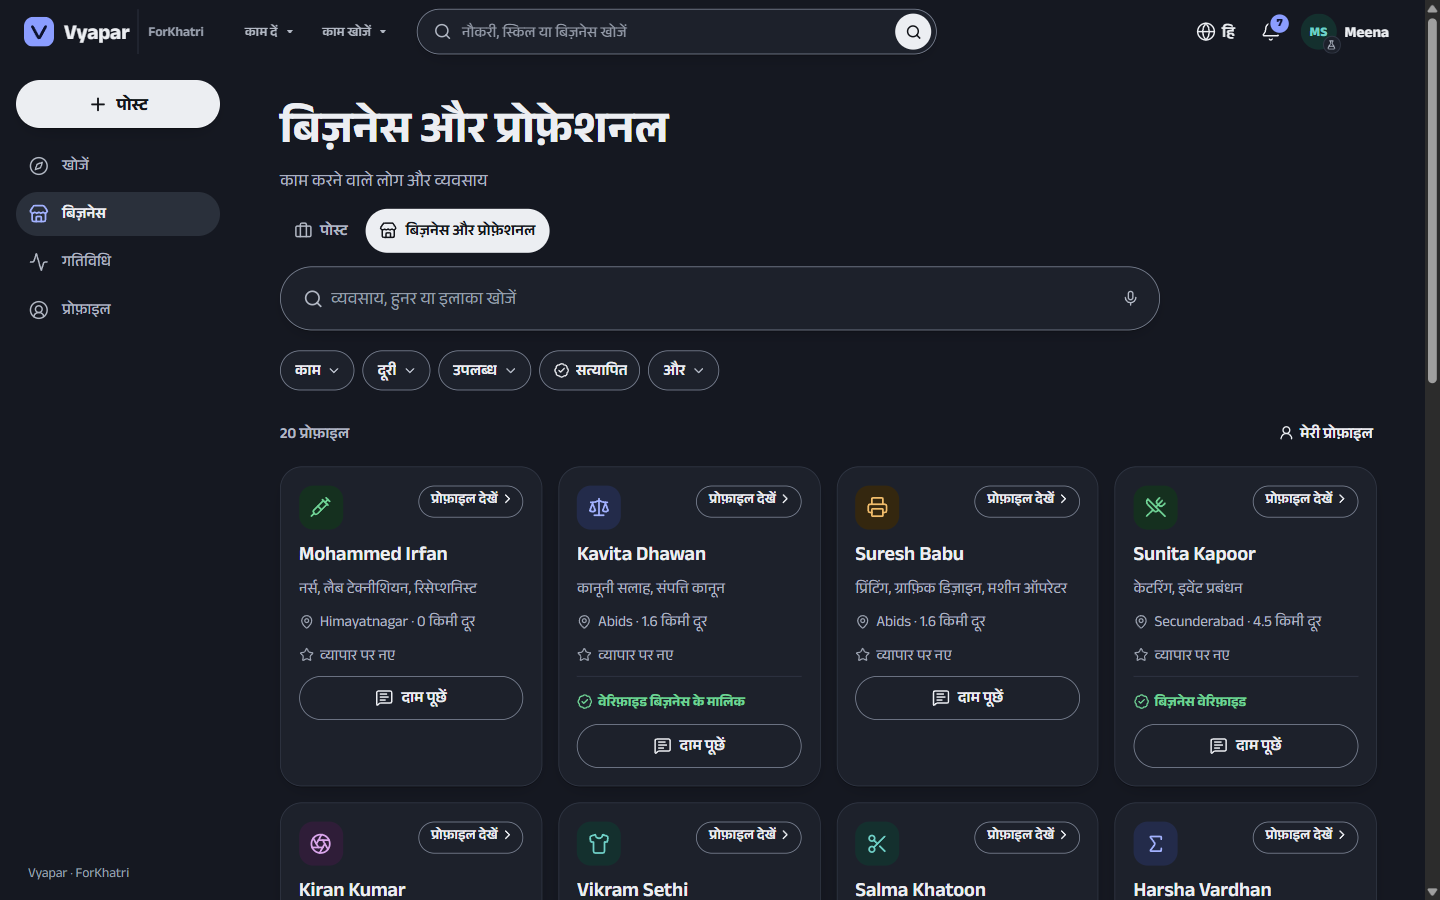 Vyapar
ForKhatri
काम दें
काम खोजें
नौकरी, स्किल या बिज़नेस खोजें
हि
7
MS
Meena
पोस्ट
खोजें
बिज़नेस
गतिविधि
प्रोफ़ाइल
बिज़नेस और प्रोफ़ेशनल
काम करने वाले लोग और व्यवसाय
पोस्ट
बिज़नेस और प्रोफ़ेशनल
व्यवसाय, हुनर या इलाका खोजें
काम
दूरी
उपलब्ध
सत्यापित
और
20 प्रोफ़ाइल
मेरी प्रोफ़ाइल
प्रोफ़ाइल देखें
Mohammed Irfan
नर्स, लैब टेक्नीशियन, रिसेप्शनिस्ट
Himayatnagar · 0 किमी दूर
व्यापार पर नए
दाम पूछें
प्रोफ़ाइल देखें
Kavita Dhawan
कानूनी सलाह, संपत्ति कानून
Abids · 1.6 किमी दूर
व्यापार पर नए
वेरिफ़ाइड बिज़नेस के मालिक
दाम पूछें
प्रोफ़ाइल देखें
Suresh Babu
प्रिंटिंग, ग्राफ़िक डिज़ाइन, मशीन ऑपरेटर
Abids · 1.6 किमी दूर
व्यापार पर नए
दाम पूछें
प्रोफ़ाइल देखें
Sunita Kapoor
केटरिंग, इवेंट प्रबंधन
Secunderabad · 4.5 किमी दूर
व्यापार पर नए
बिज़नेस वेरिफ़ाइड
दाम पूछें
प्रोफ़ाइल देखें
Kiran Kumar
प्रोफ़ाइल देखें
Vikram Sethi
प्रोफ़ाइल देखें
Salma Khatoon
प्रोफ़ाइल देखें
Harsha Vardhan
Vyapar · ForKhatri